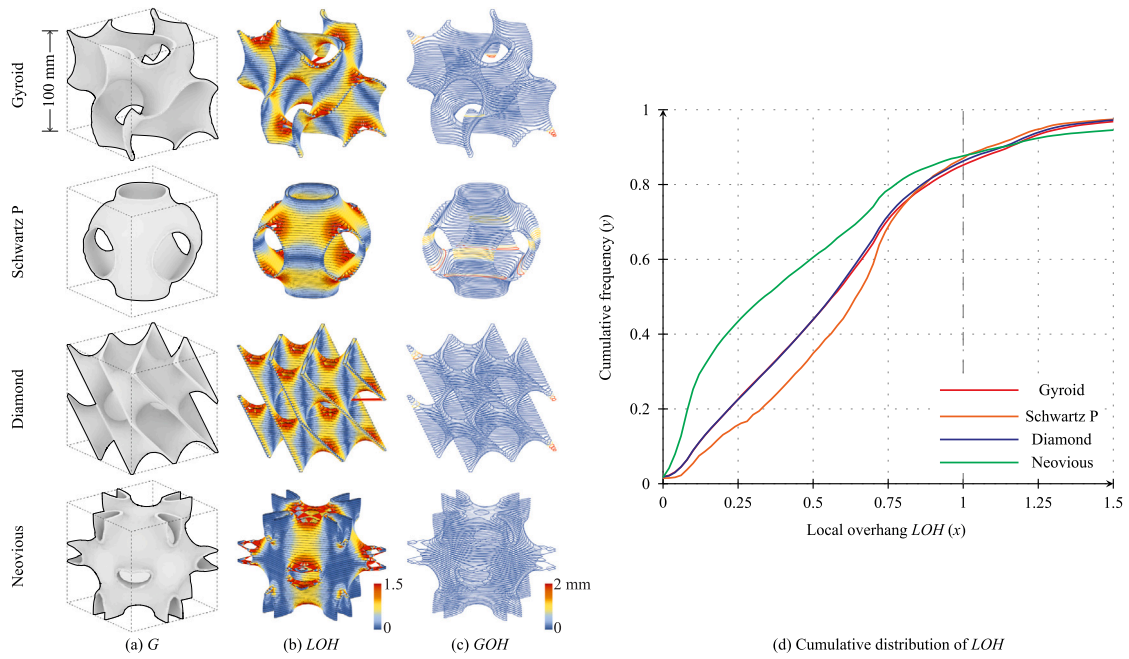 Gyroid
100 mm
Schwartz P
Diamond
Neovious
1.5
0
2 mm
0
(a) G
(b) LOH
(c) GOH
Cumulative frequency (y)
1
0.8
0.6
0.4
0.2
0
0
0.25
0.5
0.75
1
1.25
1.5
Local overhang LOH (x)
Gyroid
Schwartz P
Diamond
Neovious
(d) Cumulative distribution of LOH